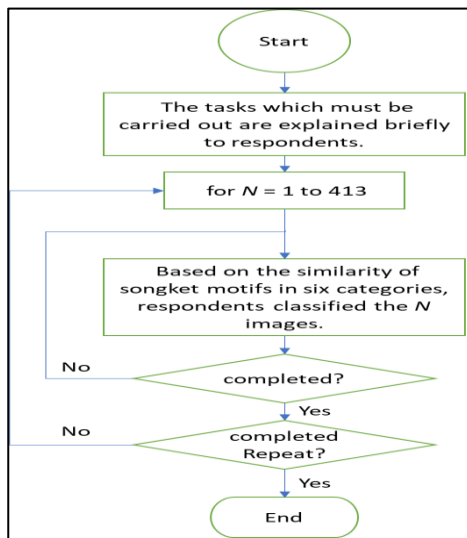 Start
The tasks which must be
carried out are explained briefly
to respondents.
for N = 1 to 413
Based on the similarity of
songket motifs in six categories,
respondents classified the N
images.
No
completed?
Yes
No
completed
Repeat?
Yes
End